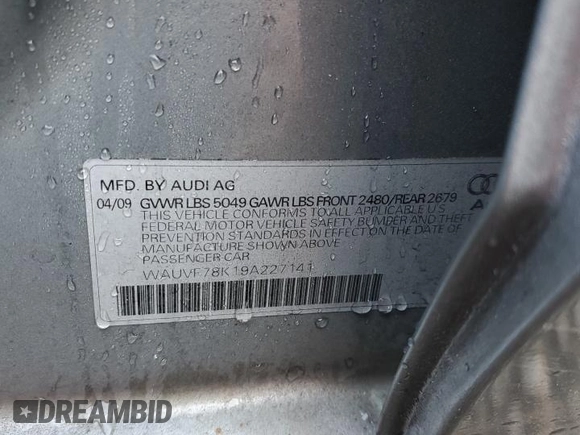 MFD. BY AUDI AG
04/09 GVWR LBS 5049 GAWR LBS FRONT 2480/REAR 2679
THIS VEHICLE CONFORMS TO ALL APPLICABLE U.S
FEDERAL MOTOR VEHICLE SAFETY BUMPER AND THEFT
PREVENTION STANDARDS IN EFFECT ON THE DATE OF
MANUFACTURE SHOWN ABOVE
PASSENGER CAR
WAUVF78K19A227141
DREAMBID